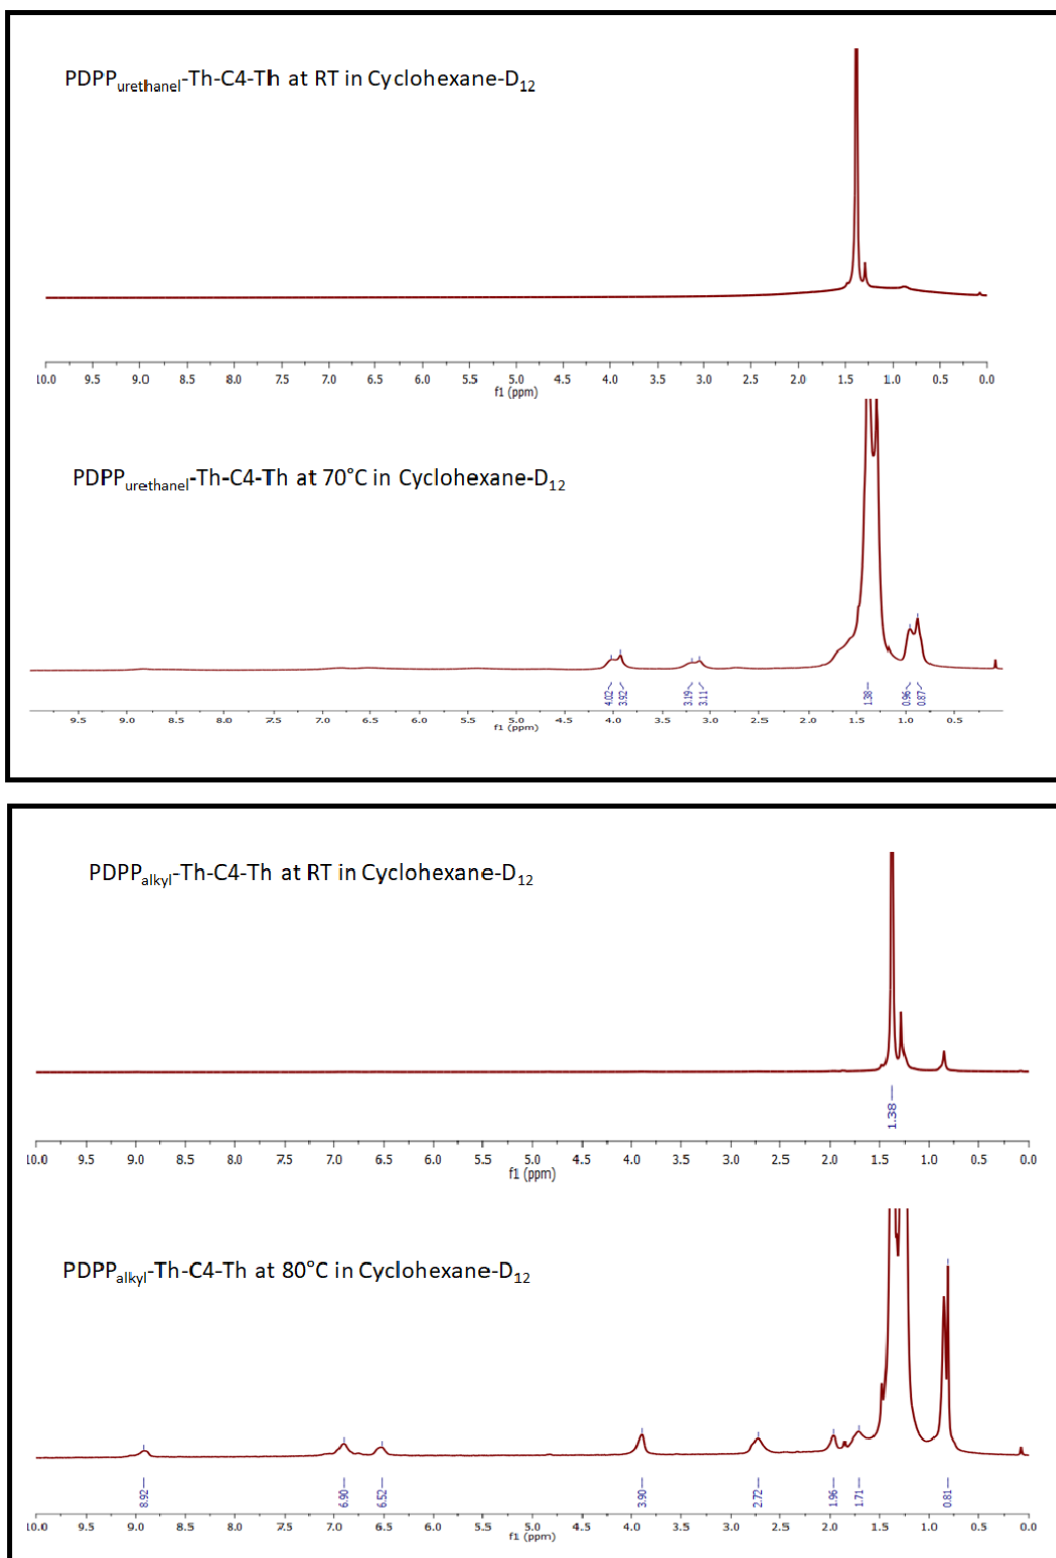 PDPPurethanel-Th-C4-Th at RT in Cyclohexane-D12
10.0 9.5 9.0 8.5 8.0 7.5 7.0 6.5 6.0 5.5 5.0 4.5 4.0 3.5 3.0 2.5 2.0 1.5 1.0 0.5 0.0
f1 (ppm)
PDPPurethanel-Th-C4-Th at 70°C in Cyclohexane-D12
4.02 3.92 3.19 3.11 1.38 0.96 0.87
9.5 9.0 8.5 8.0 7.5 7.0 6.5 6.0 5.5 5.0 4.5 4.0 3.5 3.0 2.5 2.0 1.5 1.0 0.5
f1 (ppm)
PDPPalkyl-Th-C4-Th at RT in Cyclohexane-D12
1.38
10.0 9.5 9.0 8.5 8.0 7.5 7.0 6.5 6.0 5.5 5.0 4.5 4.0 3.5 3.0 2.5 2.0 1.5 1.0 0.5 0.0
f1 (ppm)
PDPPalkyl-Th-C4-Th at 80°C in Cyclohexane-D12
8.92 6.90 6.52 3.90 2.72 1.96 1.71 0.81
10.0 9.5 9.0 8.5 8.0 7.5 7.0 6.5 6.0 5.5 5.0 4.5 4.0 3.5 3.0 2.5 2.0 1.5 1.0 0.5 0.0
f1 (ppm)